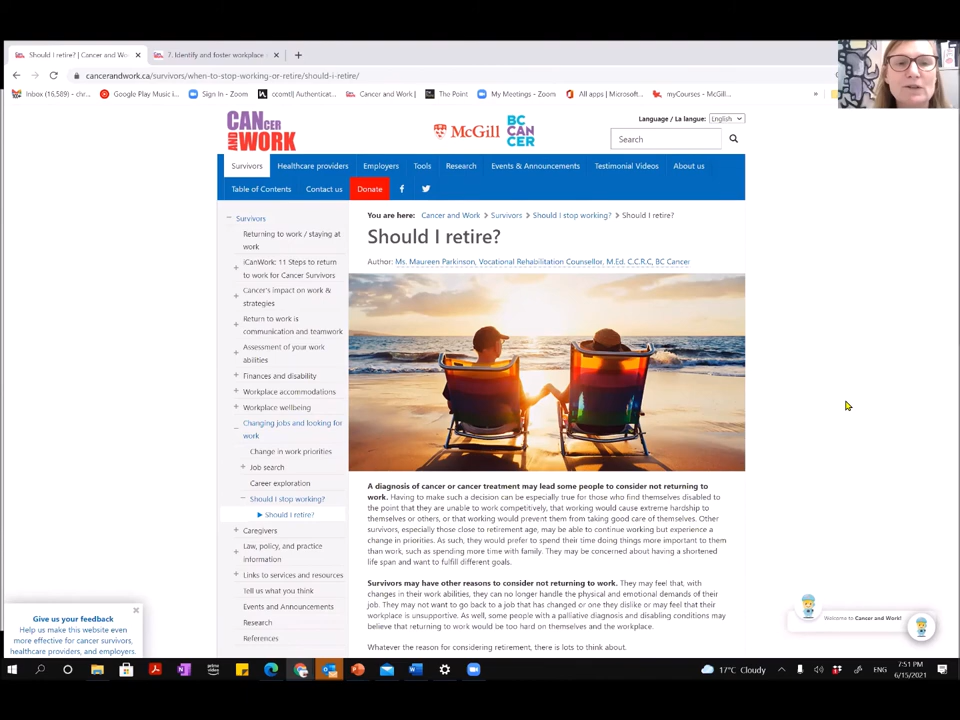 Should I retire? | Cancer and Wo
7. Identify and foster workplace
cancerandwork.ca/survivors/when-to-stop-working-or-retire/should-i-retire/
Inbox (16,589) - chr...
Google Play Music i...
Sign In - Zoom
ccomtl| Authenticat...
Cancer and Work |
The Point
My Meetings - Zoom
All apps | Microsoft...
myCourses - McGill...
CANcer
AND WORK
McGill
BC
CAN
CER
Language / La langue: English
Search
Survivors Healthcare providers Employers Tools Research Events & Announcements Testimonial Videos About us
Table of Contents Contact us Donate
Survivors
Returning to work / staying at
work
iCanWork: 11 Steps to return
to work for Cancer Survivors
Cancer's impact on work &
strategies
Return to work is
communication and teamwork
Assessment of your work
abilities
Finances and disability
Workplace accommodations
Workplace wellbeing
Changing jobs and looking for
work
Change in work priorities
Job search
Career exploration
Should I stop working?
Should I retire?
Caregivers
Law, policy, and practice
information
Links to services and resources
Tell us what you think
Events and Announcements
Research
References
You are here: Cancer and Work > Survivors > Should I stop working? > Should I retire?
Should I retire?
Author: Ms. Maureen Parkinson, Vocational Rehabilitation Counsellor, M.Ed. C.C.R.C, BC Cancer
A diagnosis of cancer or cancer treatment may lead some people to consider not returning to
work. Having to make such a decision can be especially true for those who find themselves disabled to
the point that they are unable to work competitively, that working would cause extreme hardship to
themselves or others, or that working would prevent them from taking good care of themselves. Other
survivors, especially those close to retirement age, may be able to continue working but experience a
change in priorities. As such, they would prefer to spend their time doing things more important to them
than work, such as spending more time with family. They may be concerned about having a shortened
life span and want to fulfill different goals.
Survivors may have other reasons to consider not returning to work. They may feel that, with
changes in their work abilities, they can no longer handle the physical and emotional demands of their
job. They may not want to go back to a job that has changed or one they dislike or may feel that their
workplace is unsupportive. As well, some people with a palliative diagnosis and disabling conditions may
believe that returning to work would be too hard on themselves and the workplace.
Whatever the reason for considering retirement, there is lots to think about.
Give us your feedback
Help us make this website even
more effective for cancer survivors,
healthcare providers, and employers.
Welcome to Cancer and Work!
17°C Cloudy
ENG
7:51 PM
6/15/2021